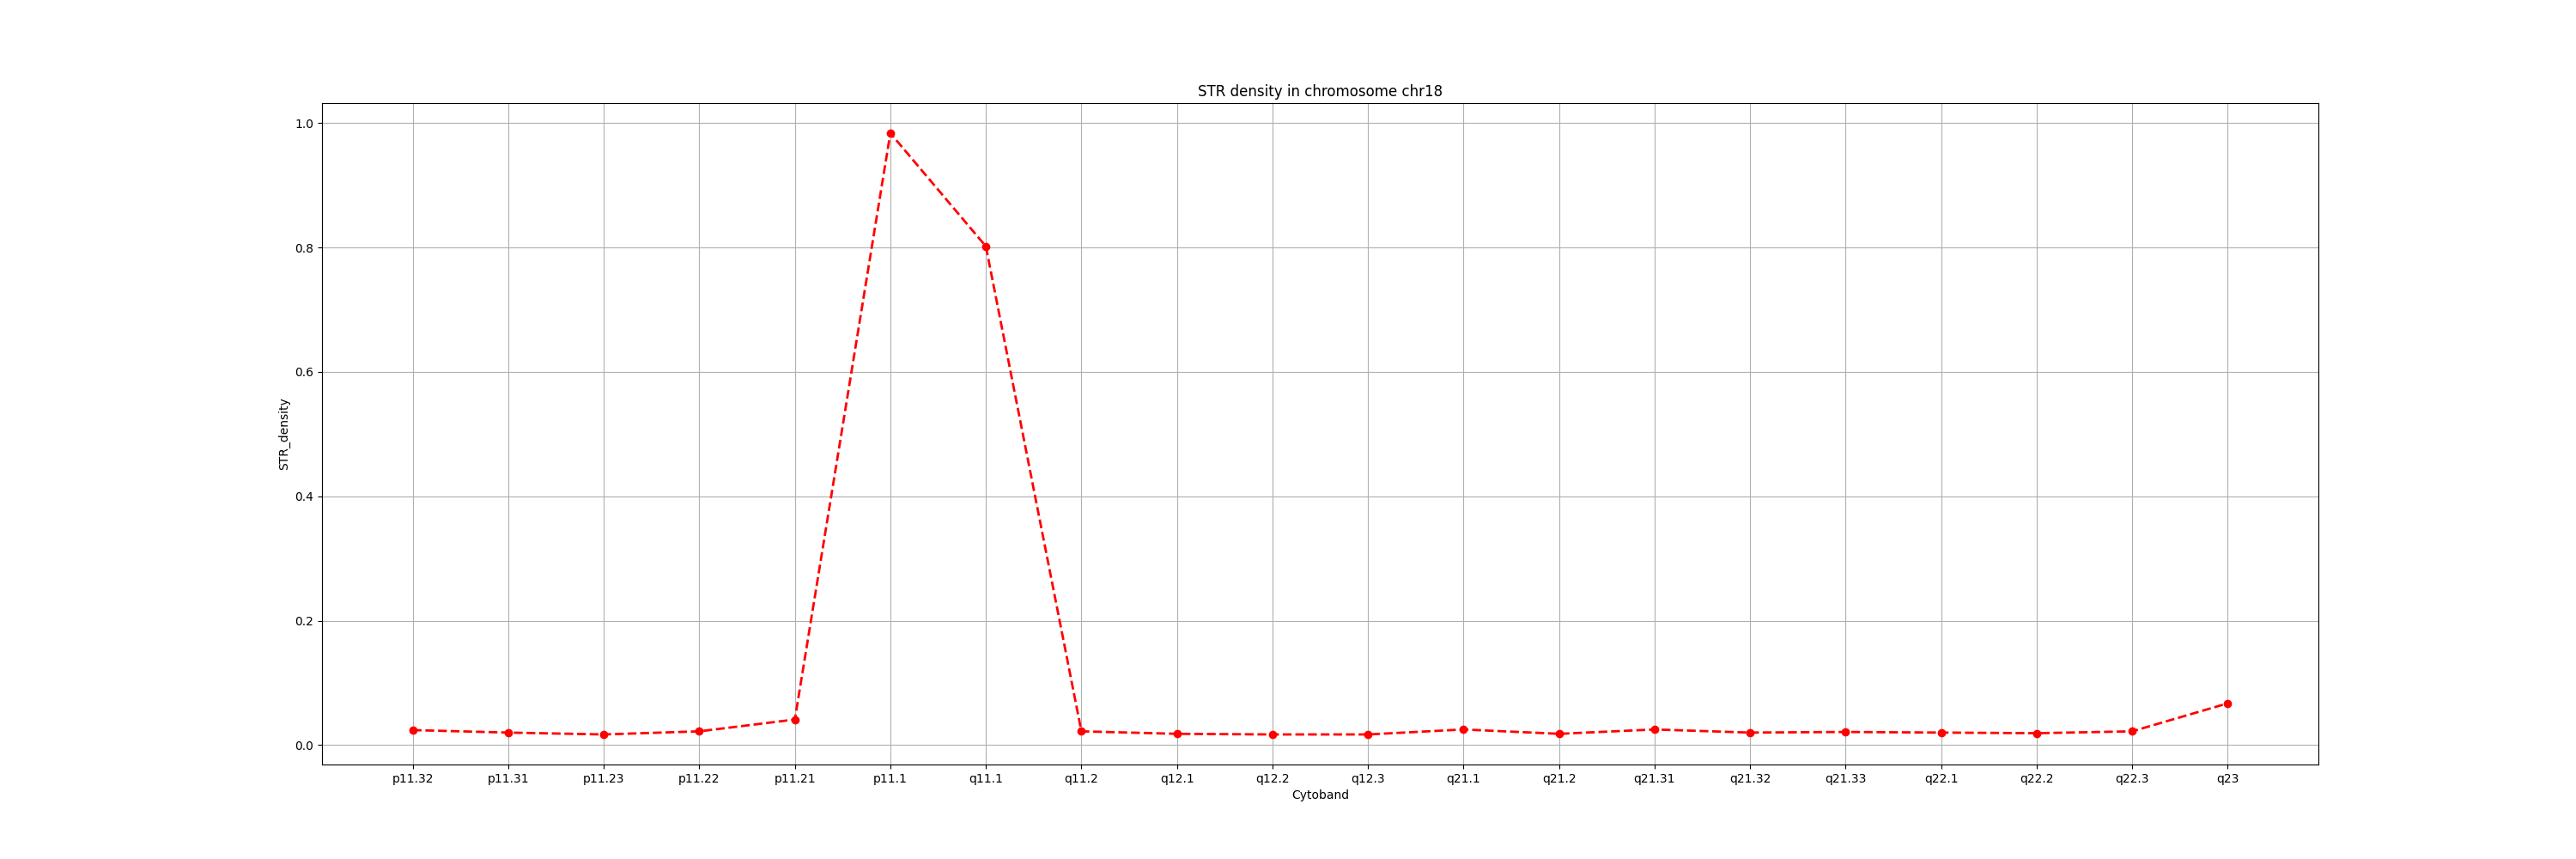 STR density in chromosome chr18
1.0
0.8
0.6
0.4
0.2
0.0
STR_density
p11.32 p11.31 p11.23 p11.22 p11.21 p11.1 q11.1 q11.2 q12.1 q12.2 q12.3 q21.1 q21.2 q21.31 q21.32 q21.33 q22.1 q22.2 q22.3 q23
Cytoband